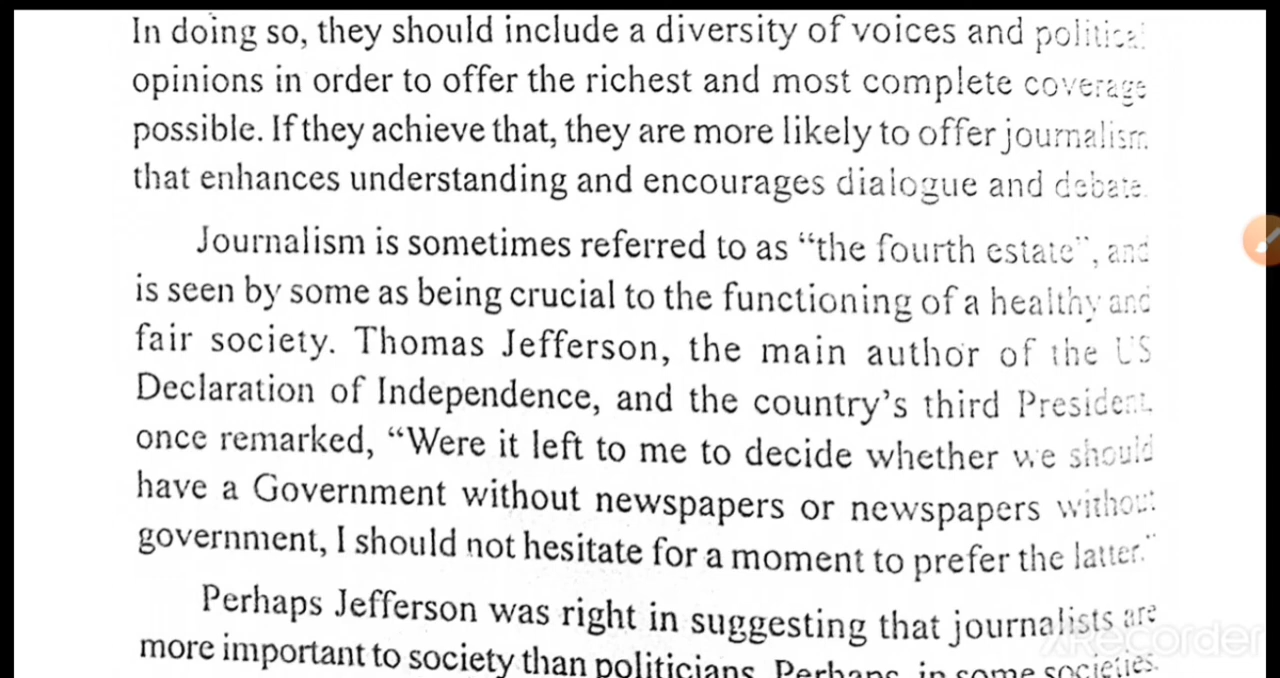 In doing so, they should include a diversity of voices and political
opinions in order to offer the richest and most complete coverage
possible. If they achieve that, they are more likely to offer journalism
that enhances understanding and encourages dialogue and debate.
Journalism is sometimes referred to as “the fourth estate”, and
is seen by some as being crucial to the functioning of a healthy and
fair society. Thomas Jefferson, the main author of the US
Declaration of Independence, and the country’s third President
once remarked, “Were it left to me to decide whether we should
have a Government without newspapers or newspapers without
government, I should not hesitate for a moment to prefer the latter.”
Perhaps Jefferson was right in suggesting that journalists are
more important to society than politicians. Perhaps, in some societies.
XRecorder